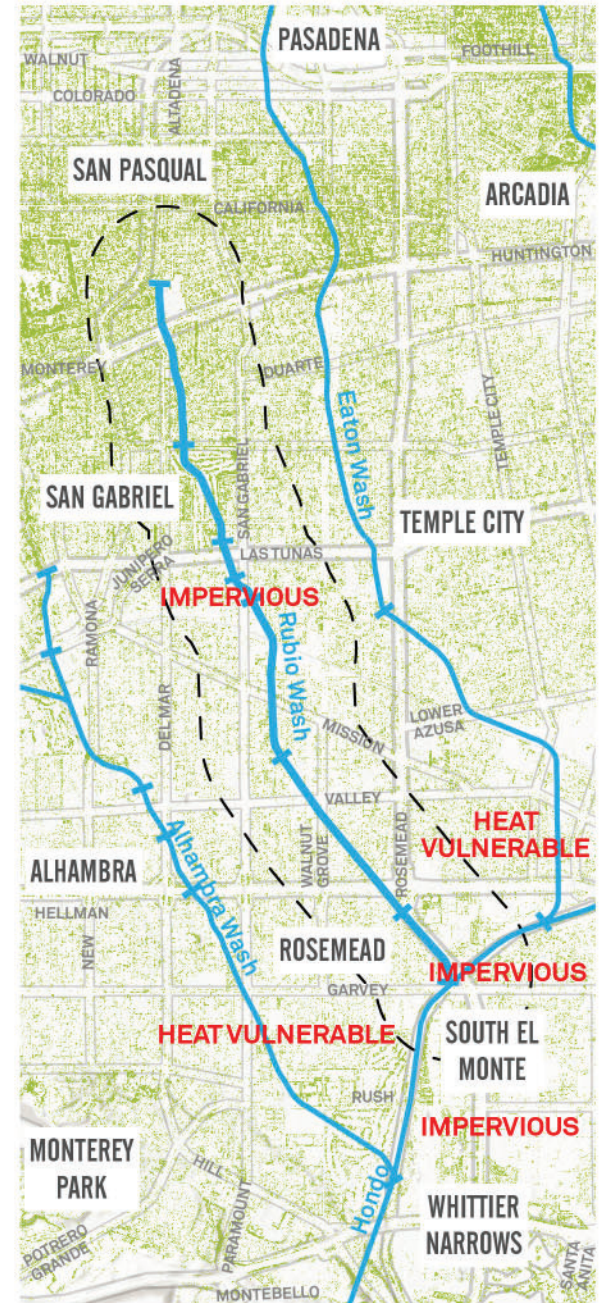 PASADENA
WALNUT
FOOTHILL
COLORADO
ALTADENA
SAN PASQUAL
ARCADIA
CALIFORNIA
HUNTINGTON
MONTEREY
DUARTE
TEMPLE CITY
Eaton Wash
SAN GABRIEL
SAN GABRIEL
TEMPLE CITY
LAS TUNAS
JUNIPERO
SERRA
IMPERVIOUS
RAMONA
Rubio Wash
DEL MAR
LOWER
AZUSA
MISSION
VALLEY
HEAT
VULNERABLE
WALNUT
GROVE
ROSEMEAD
Alhambra Wash
ALHAMBRA
HELLMAN
NEW
ROSEMEAD
IMPERVIOUS
GARVEY
HEAT VULNERABLE
SOUTH EL
MONTE
RUSH
IMPERVIOUS
MONTEREY
PARK
HILL
PARAMOUNT
Hondo
WHITTIER
NARROWS
POTRERO
GRANDE
SANTA
ANITA
MONTEBELLO